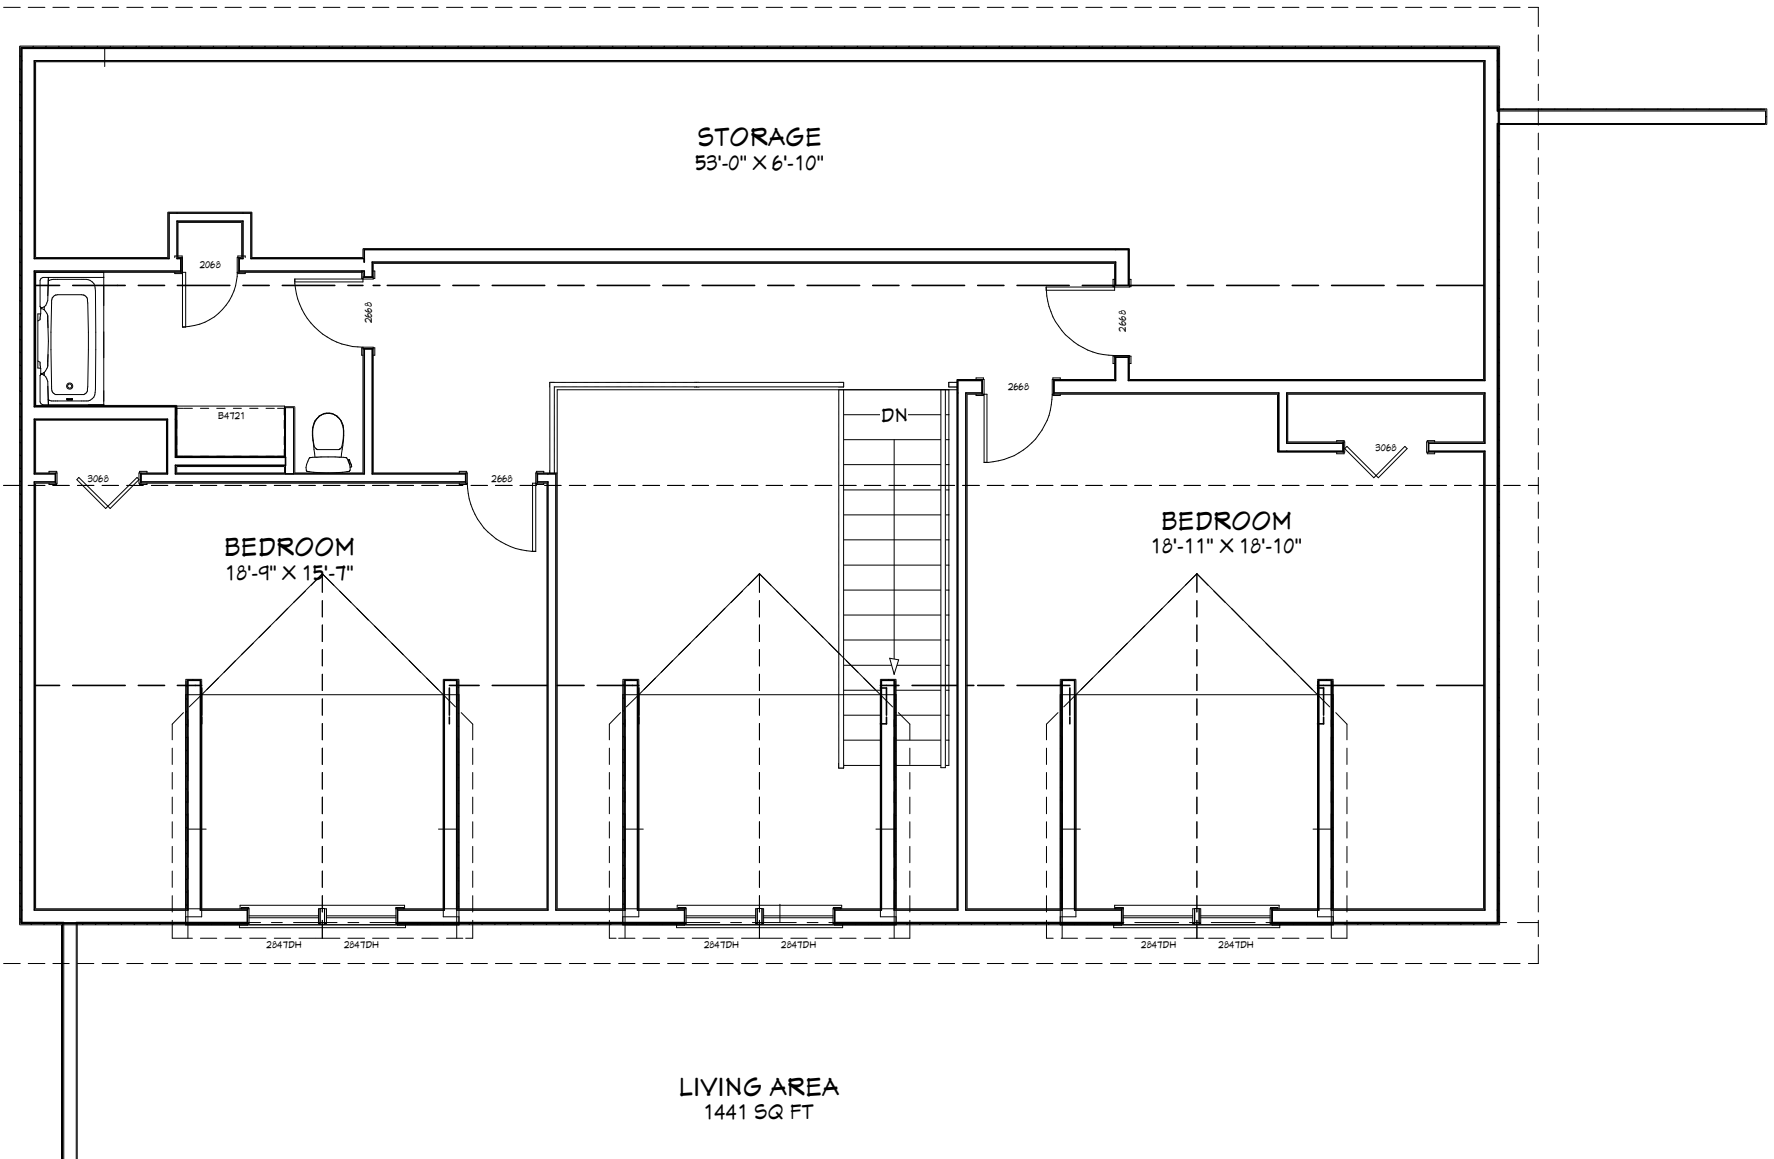 STORAGE
53'-0" X 6'-10"
2068
2668
2668
2668
B4721
DN
3068
3068
2668
BEDROOM
18'-11" X 18'-10"
BEDROOM
18'-9" X 15'-7"
2847DH 2847DH
2847DH 2847DH
2847DH 2847DH
LIVING AREA
1441 SQ FT